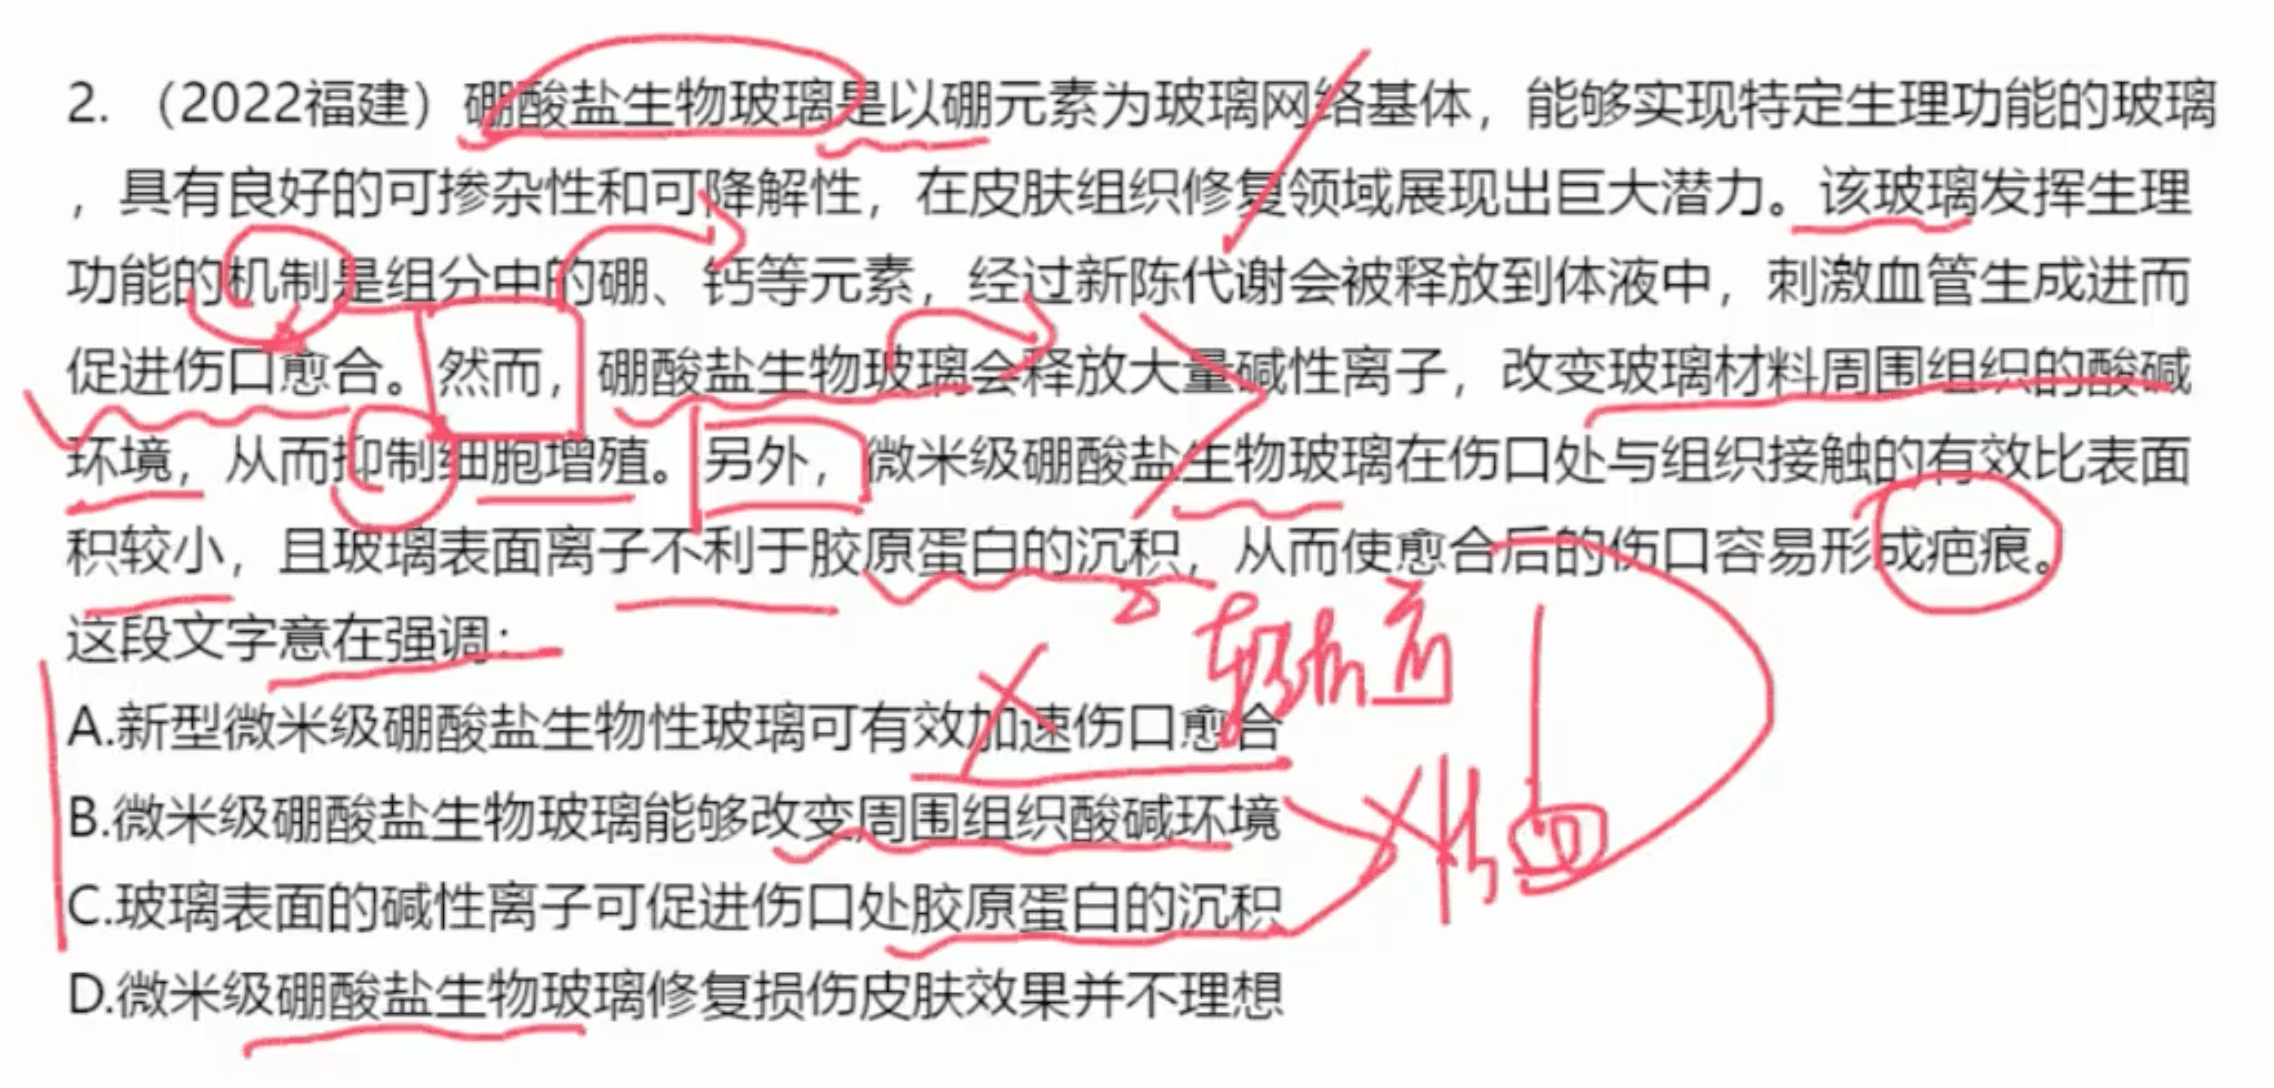 2.（2022福建）硼酸盐生物玻璃是以硼元素为玻璃网络基体，能够实现特定生理功能的玻璃
，具有良好的可掺杂性和可降解性，在皮肤组织修复领域展现出巨大潜力。该玻璃发挥生理
功能的机制是组分中的硼、钙等元素，经过新陈代谢会被释放到体液中，刺激血管生成进而
促进伤口愈合。然而，硼酸盐生物玻璃会释放大量碱性离子，改变玻璃材料周围组织的酸碱
环境，从而抑制细胞增殖。另外，微米级硼酸盐生物玻璃在伤口处与组织接触的有效比表面
积较小，且玻璃表面离子不利于胶原蛋白的沉积，从而使愈合后的伤口容易形成疤痕。
这段文字意在强调：
A.新型微米级硼酸盐生物性玻璃可有效加速伤口愈合
B.微米级硼酸盐生物玻璃能够改变周围组织酸碱环境
C.玻璃表面的碱性离子可促进伤口处胶原蛋白的沉积
D.微米级硼酸盐生物玻璃修复损伤皮肤效果并不理想